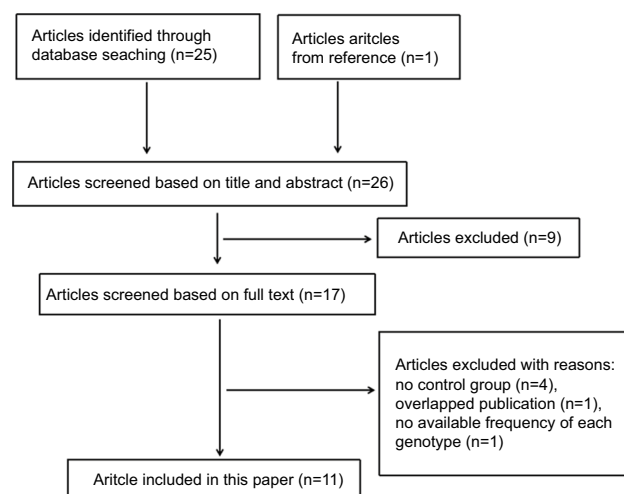 Articles identified through
database seaching (n=25)
Articles aritcles
from reference (n=1)
Articles screened based on title and abstract (n=26)
Articles excluded (n=9)
Articles screened based on full text (n=17)
Articles excluded with reasons:
no control group (n=4),
overlapped publication (n=1),
no available frequency of each
genotype (n=1)
Aritcle included in this paper (n=11)